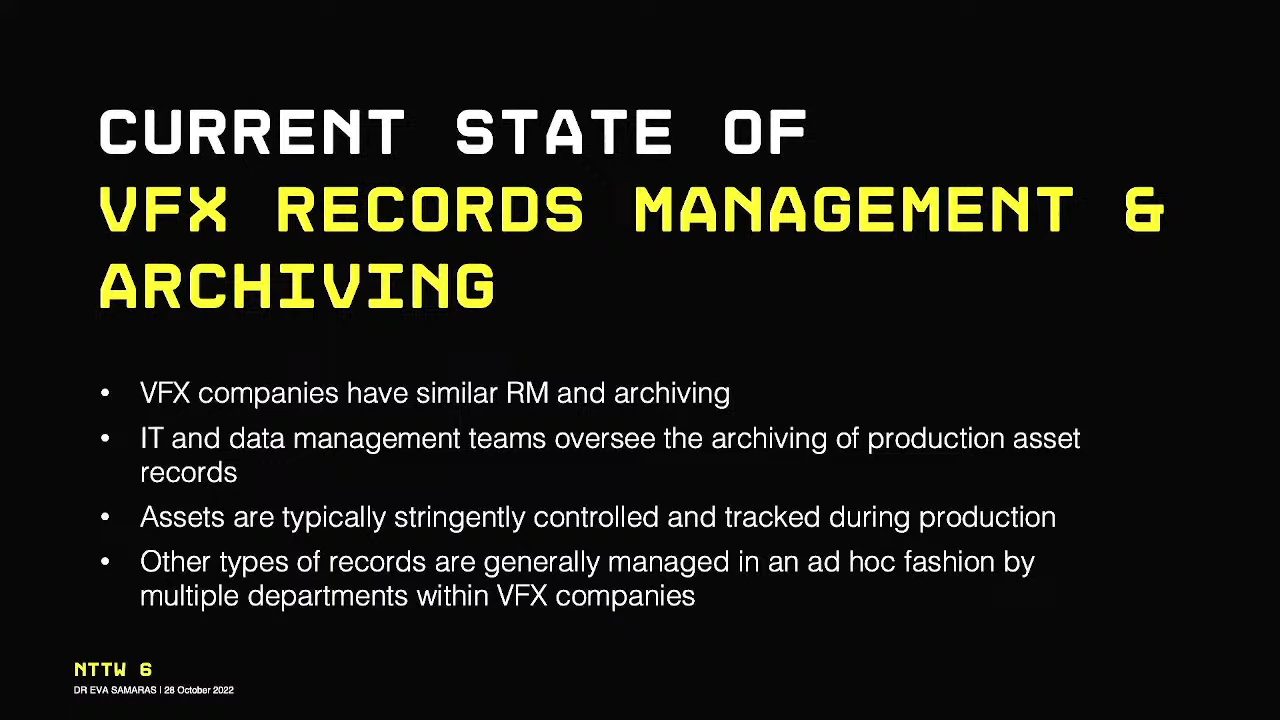 CURRENT STATE OF
VFX RECORDS MANAGEMENT &
ARCHIVING
• VFX companies have similar RM and archiving
• IT and data management teams oversee the archiving of production asset
records
• Assets are typically stringently controlled and tracked during production
• Other types of records are generally managed in an ad hoc fashion by
multiple departments within VFX companies
NTTW 6
DR EVA SAMARAS | 28 October 2022